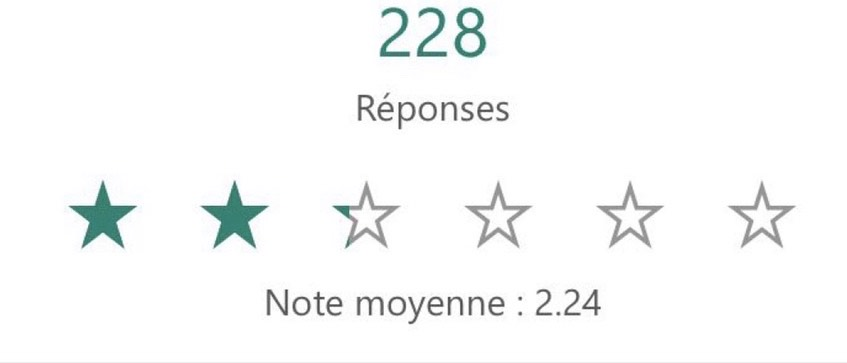 228
Réponses
Note moyenne : 2.24